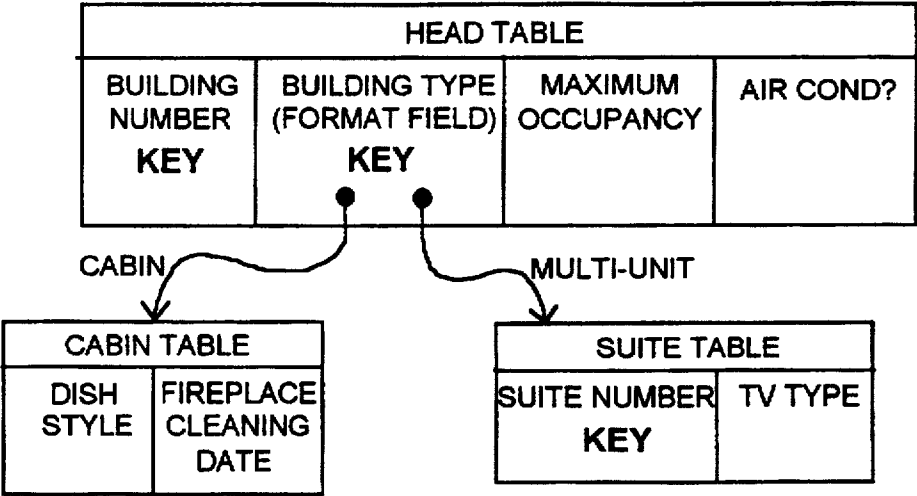 HEAD TABLE
BUILDING
NUMBER
KEY
BUILDING TYPE
(FORMAT FIELD)
KEY
MAXIMUM
OCCUPANCY
AIR COND?
CABIN
MULTI-UNIT
CABIN TABLE
DISH
STYLE
FIREPLACE
CLEANING
DATE
SUITE TABLE
SUITE NUMBER
KEY
TV TYPE